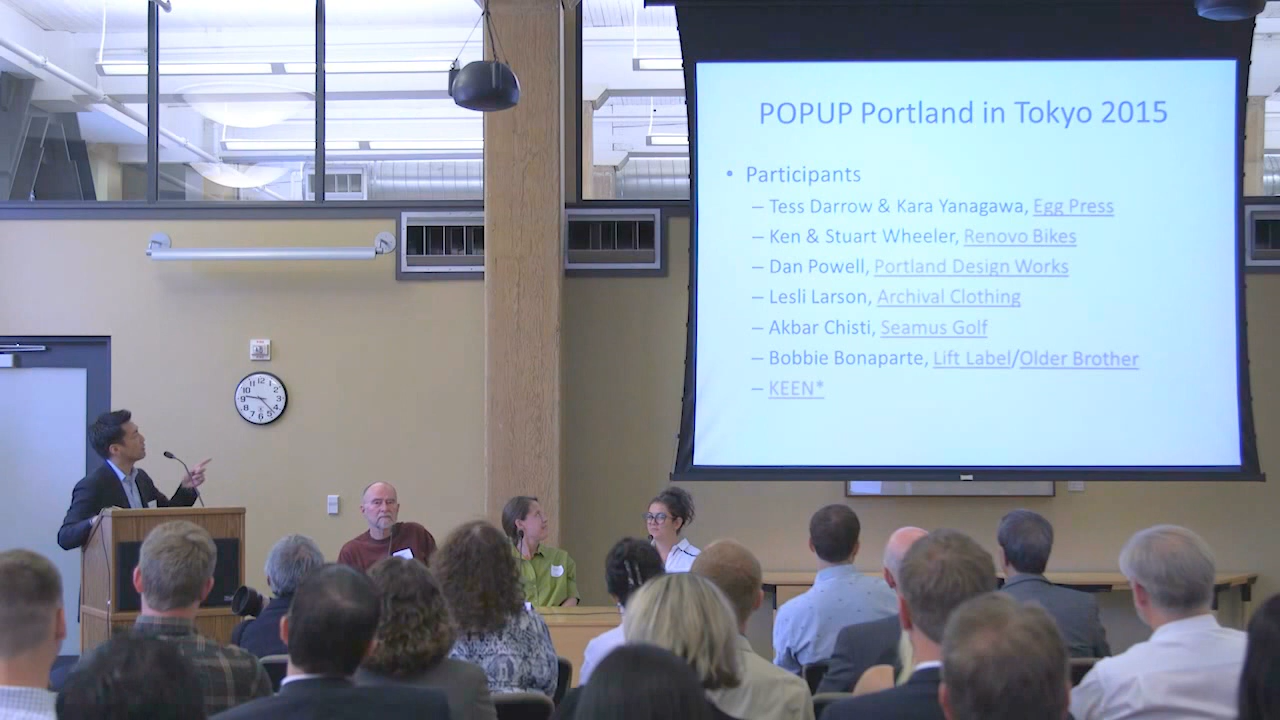 POPUP Portland in Tokyo 2015
• Participants
– Tess Darrow & Kara Yanagawa, Egg Press
– Ken & Stuart Wheeler, Renovo Bikes
– Dan Powell, Portland Design Works
– Lesli Larson, Archival Clothing
– Akbar Chisti, Seamus Golf
– Bobbie Bonaparte, Lift Label/Older Brother
– KEEN*